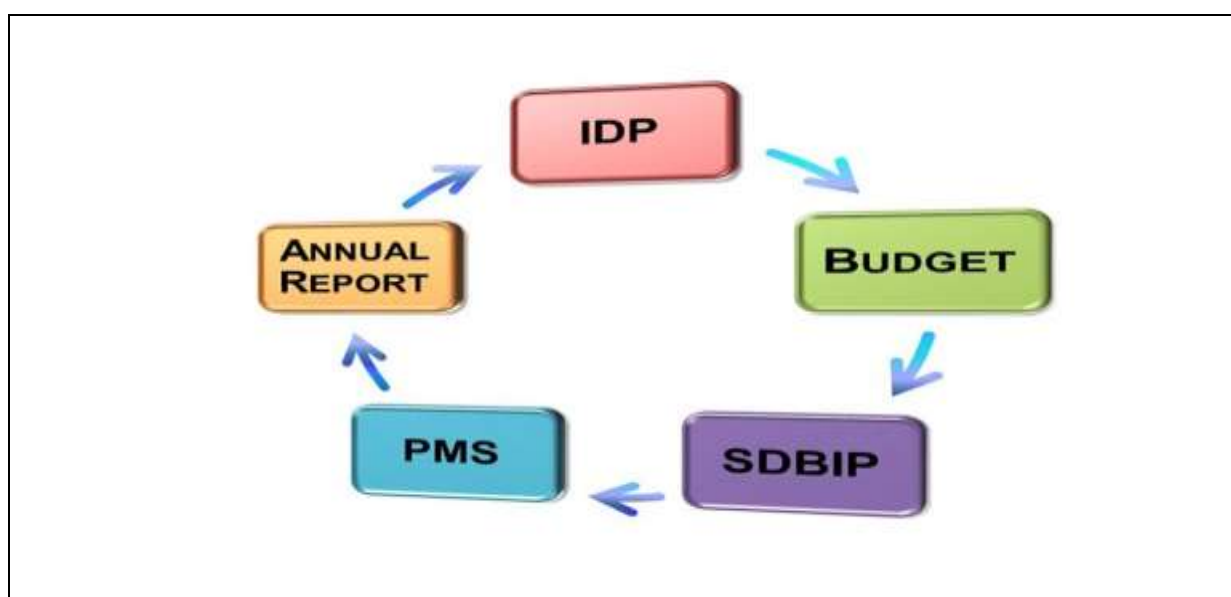 IDP
BUDGET
SDBIP
PMS
ANNUAL
REPORT